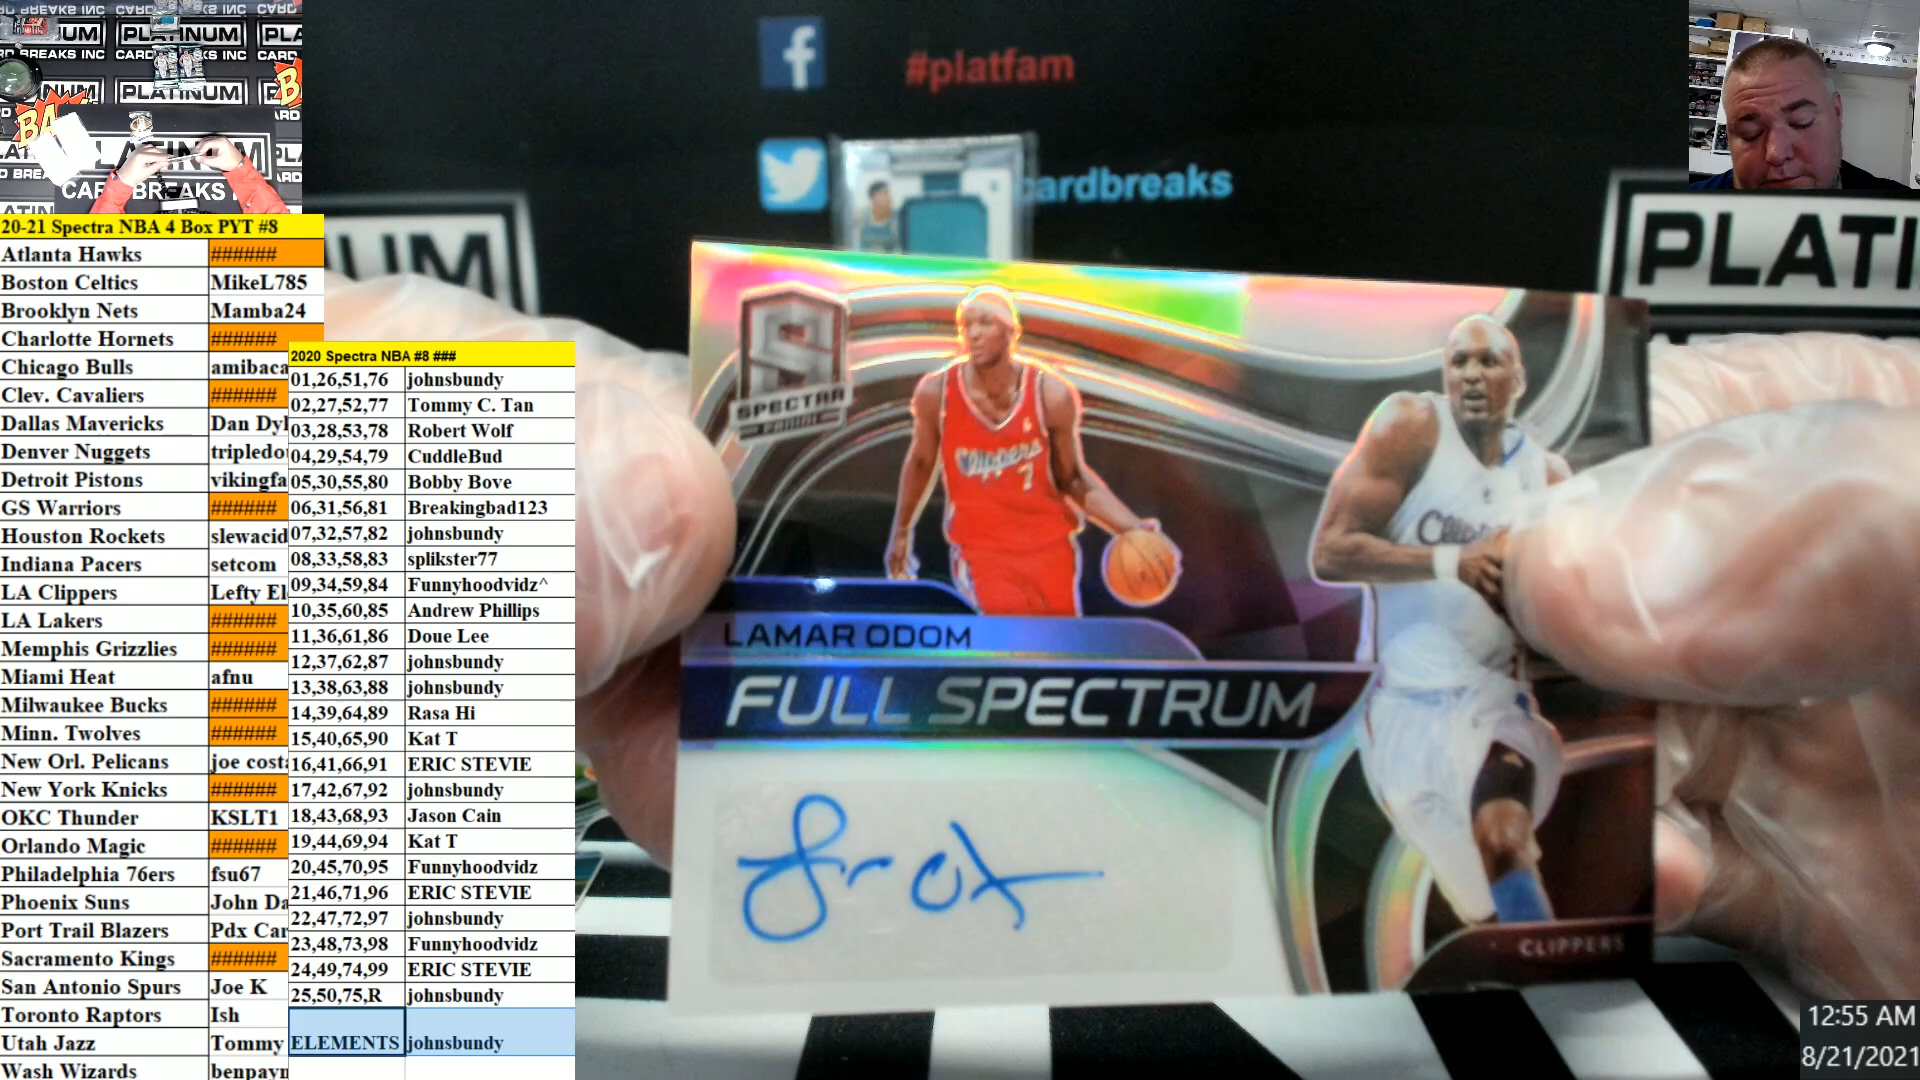 PLATINUM
CARD BREAKS INC
PLATINUM
#platfam
cardbreaks
PLATINUM
CARD BREAKS
PLATI
UM
SPECTRA
PANINI
Clippers
7
LAMAR ODOM
FULL SPECTRUM
CLIPPERS
20-21 Spectra NBA 4 Box PYT #8
Atlanta Hawks ######
Boston Celtics MikeL785
Brooklyn Nets Mamba24
Charlotte Hornets ######
Chicago Bulls amibaca
Clev. Cavaliers ######
Dallas Mavericks Dan Dyl
Denver Nuggets tripledo
Detroit Pistons vikingfa
GS Warriors ######
Houston Rockets slewacid
Indiana Pacers setcom
LA Clippers Lefty El
LA Lakers ######
Memphis Grizzlies ######
Miami Heat afnu
Milwaukee Bucks ######
Minn. Twolves ######
New Orl. Pelicans joe cost
New York Knicks ######
OKC Thunder KSLT1
Orlando Magic ######
Philadelphia 76ers fsu67
Phoenix Suns John Da
Port Trail Blazers Pdx Car
Sacramento Kings ######
San Antonio Spurs Joe K
Toronto Raptors Ish
Utah Jazz Tommy
Wash Wizards benpayn
2020 Spectra NBA #8 ###
01,26,51,76 johnsbundy
02,27,52,77 Tommy C. Tan
03,28,53,78 Robert Wolf
04,29,54,79 CuddleBud
05,30,55,80 Bobby Bove
06,31,56,81 Breakingbad123
07,32,57,82 johnsbundy
08,33,58,83 splikster77
09,34,59,84 Funnyhoodvidz^
10,35,60,85 Andrew Phillips
11,36,61,86 Doue Lee
12,37,62,87 johnsbundy
13,38,63,88 johnsbundy
14,39,64,89 Rasa Hi
15,40,65,90 Kat T
16,41,66,91 ERIC STEVIE
17,42,67,92 johnsbundy
18,43,68,93 Jason Cain
19,44,69,94 Kat T
20,45,70,95 Funnyhoodvidz
21,46,71,96 ERIC STEVIE
22,47,72,97 johnsbundy
23,48,73,98 Funnyhoodvidz
24,49,74,99 ERIC STEVIE
25,50,75,R johnsbundy
ELEMENTS johnsbundy
12:55 AM
8/21/2021